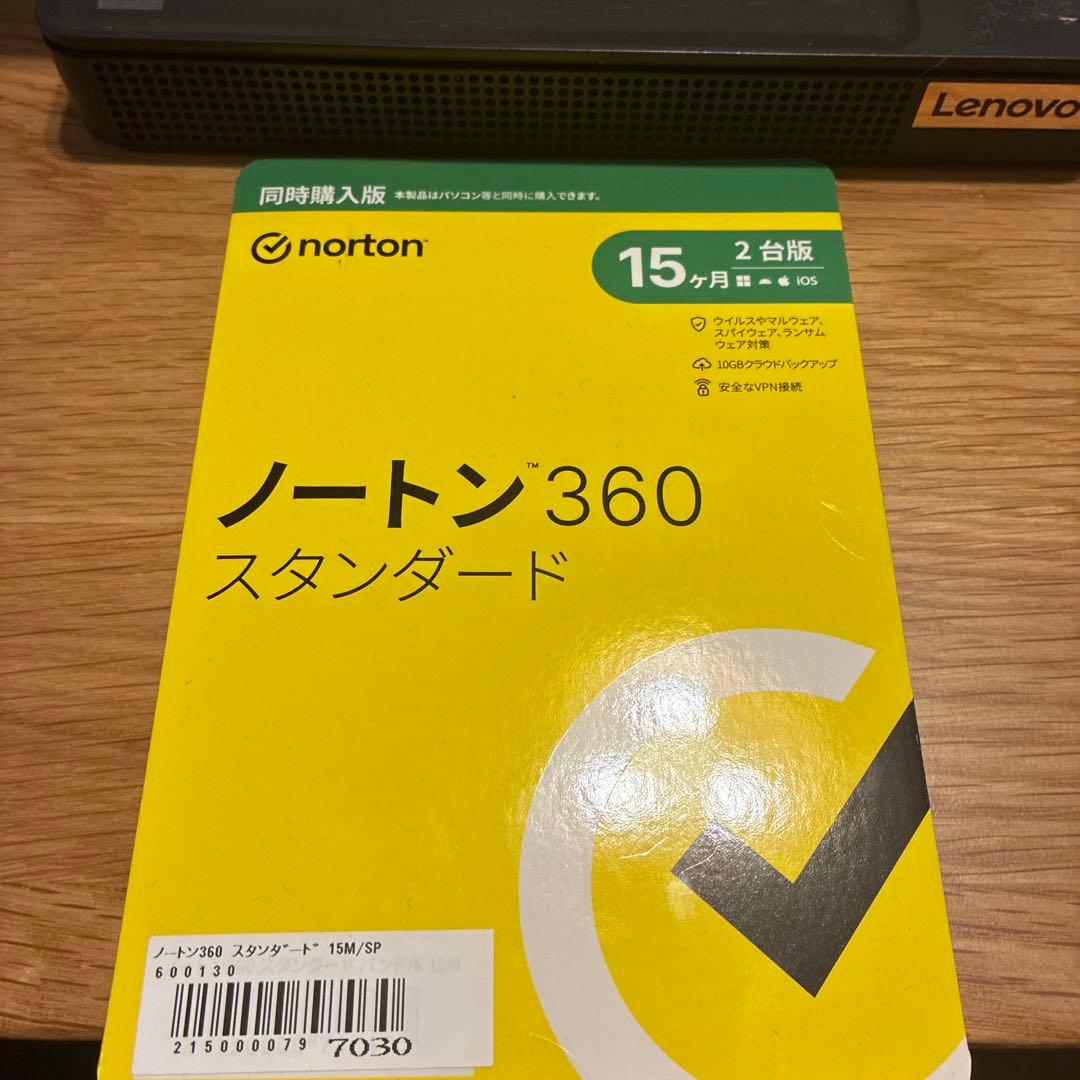 Lenovo
同時購入版 本製品はパソコン等と同時に購入できます。
norton
15ヶ月
2台版
iOS
ウイルスやマルウェア、
スパイウェア、ランサム
ウェア対策
10GBクラウドバックアップ
安全なVPN接続
ノートン™360
スタンダード
ノートン360 スタンダード 15M/SP
600130
215000079 7030